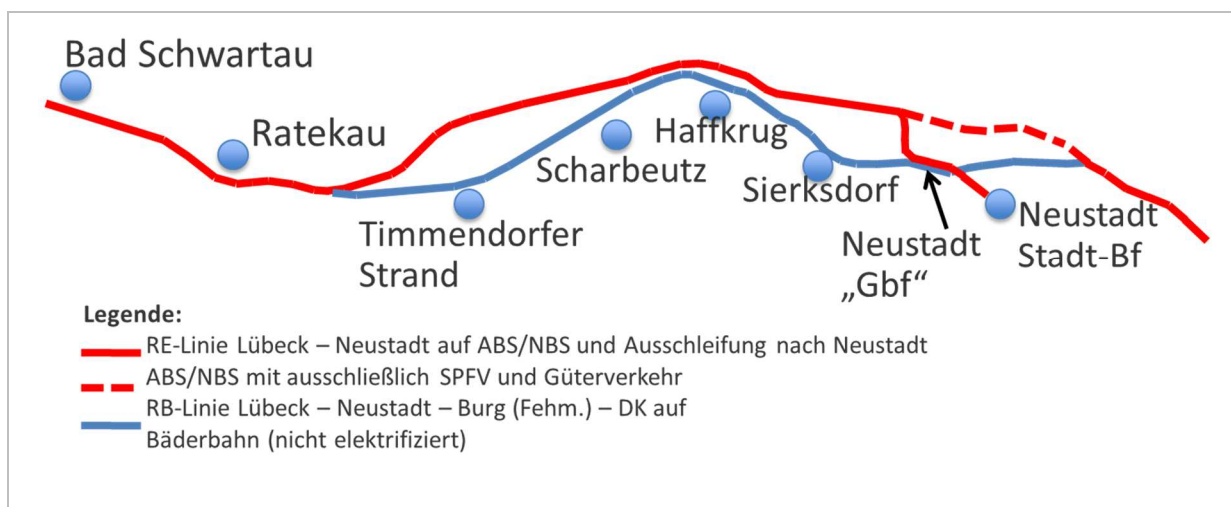 Bad Schwartau
Ratekau
Haffkrug
Scharbeutz
Sierksdorf
Timmendorfer
Strand
Neustadt
„Gbf“
Neustadt
Stadt-Bf
Legende:
RE-Linie Lübeck – Neustadt auf ABS/NBS und Ausschleifung nach Neustadt
ABS/NBS mit ausschließlich SPFV und Güterverkehr
RB-Linie Lübeck – Neustadt – Burg (Fehm.) – DK auf
Bäderbahn (nicht elektrifiziert)